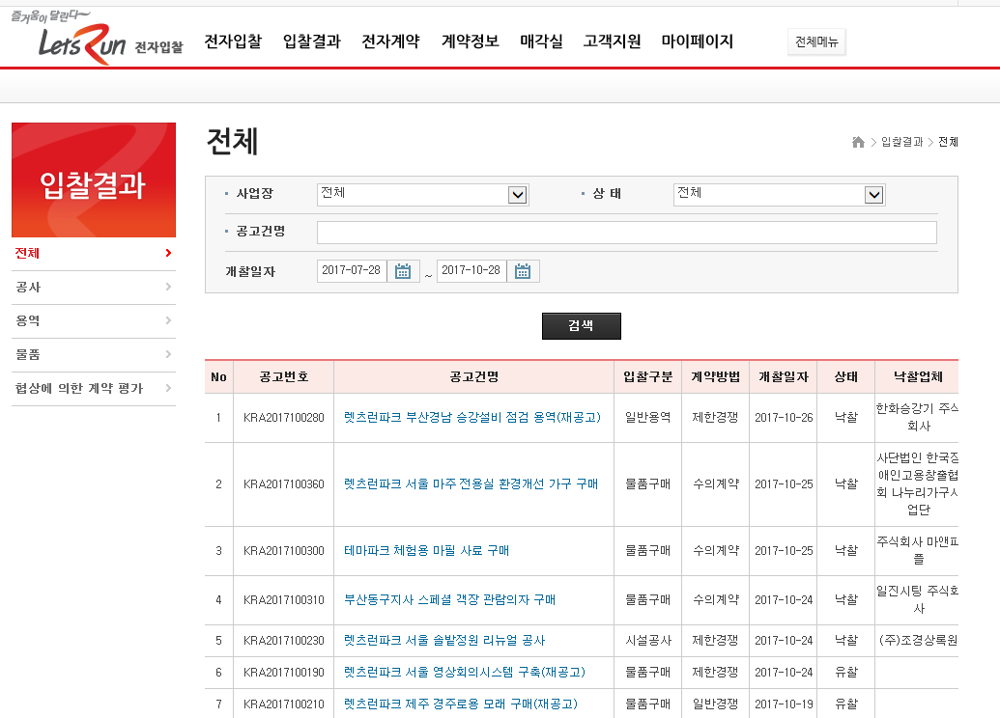 즐거움이 달린다~
Let's Run 전자입찰
전자입찰 입찰결과 전자계약 계약정보 매각실 고객지원 마이페이지 전체메뉴
입찰결과
전체
공사
용역
물품
협상에 의한 계약 평가
전체
입찰결과 > 전체
사업장 전체 상 태 전체
공고건명
개찰일자 2017-07-28 ~ 2017-10-28
검색
No 공고번호 공고건명 입찰구분 계약방법 개찰일자 상태 낙찰업체
1 KRA2017100280 렛츠런파크 부산경남 승강설비 점검 용역(재공고) 일반용역 제한경쟁 2017-10-26 낙찰 한화승강기 주식
회사
2 KRA2017100360 렛츠런파크 서울 마주 전용실 환경개선 가구 구매 물품구매 수의계약 2017-10-25 낙찰 사단법인 한국장
애인고용창출협
회 나누리가구사
업단
3 KRA2017100300 테마파크 체험용 마필 사료 구매 물품구매 수의계약 2017-10-25 낙찰 주식회사 마앤피
플
4 KRA2017100310 부산동구지사 스페셜 객장 관람의자 구매 물품구매 수의계약 2017-10-24 낙찰 일진시팅 주식회
사
5 KRA2017100230 렛츠런파크 서울 솔밭정원 리뉴얼 공사 시설공사 제한경쟁 2017-10-24 낙찰 (주)조경상록원
6 KRA2017100190 렛츠런파크 서울 영상회의시스템 구축(재공고) 물품구매 제한경쟁 2017-10-24 유찰
7 KRA2017100210 렛츠런파크 제주 경주로용 모래 구매(재공고) 물품구매 일반경쟁 2017-10-19 유찰